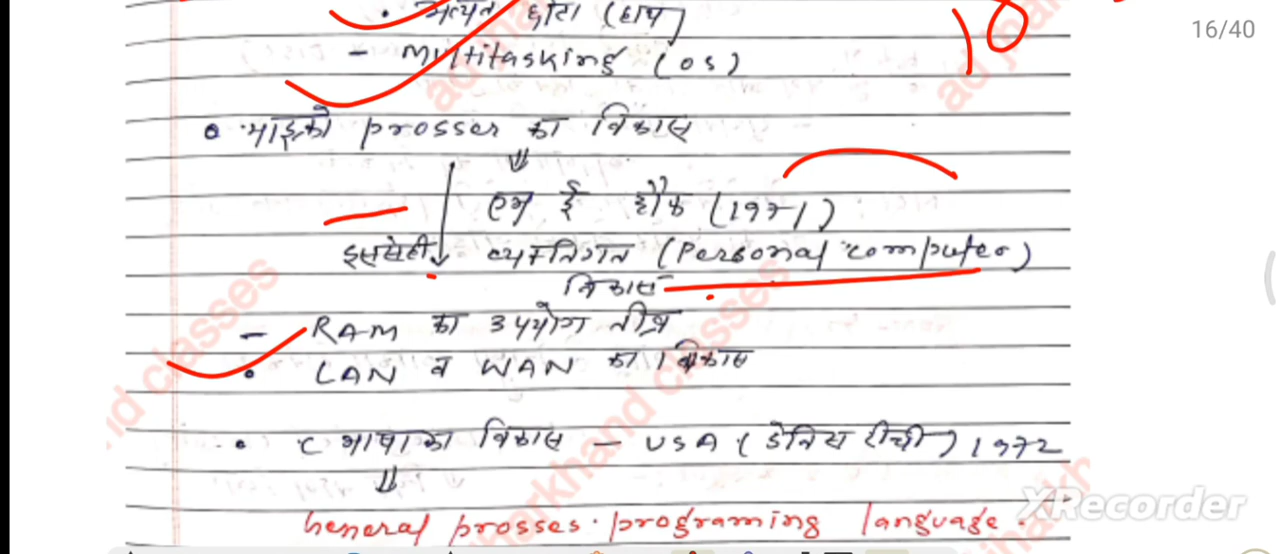 16/40
• अत्यंत छोटा (हाय)
- Multitasking (OS)
• माइक्रो prosser का विकास
⇓
एम ई हौफ (1971)
इससेही व्यक्तिगत (Personal computer)
विकास
- RAM का उपयोग तीव्र
• LAN व WAN का विकास
• C भाषा का विकास - USA (डेनिस रीची) 1972
⇓
General prosses. programing language.
XRecorder